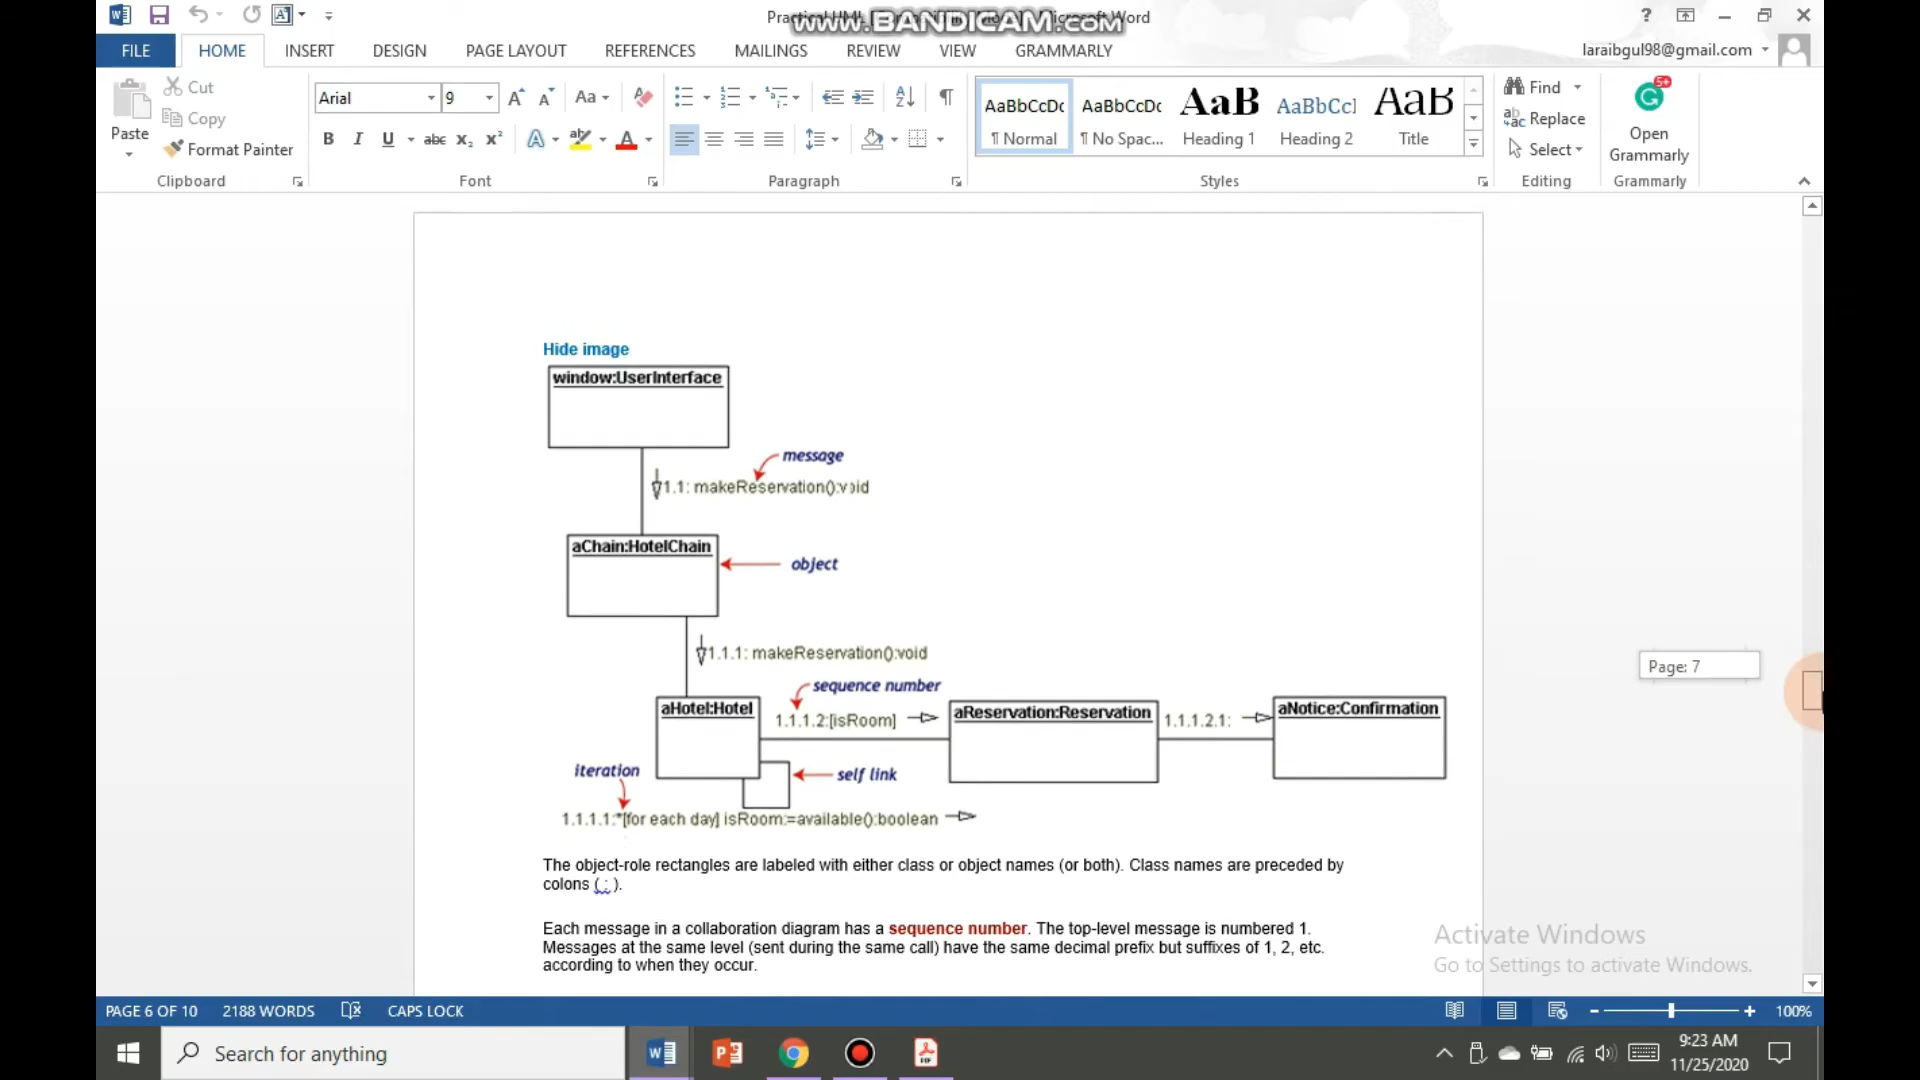 www.BANDICAM.com
Microsoft Word
laraibgul98@gmail.com
FILE HOME INSERT DESIGN PAGE LAYOUT REFERENCES MAILINGS REVIEW VIEW GRAMMARLY
Paste
Cut
Copy
Format Painter
Clipboard
Arial 9
Font
Paragraph
AaBbCcDc AaBbCcDc AaB AaBbCc] AaB
¶ Normal ¶ No Spac... Heading 1 Heading 2 Title
Styles
Find
Replace
Select
Editing
Open
Grammarly
Grammarly
Hide image
window:UserInterface
message
1.1: makeReservation():void
aChain:HotelChain
object
1.1.1: makeReservation():void
sequence number
aHotel:Hotel
1.1.1.2:[isRoom]
aReservation:Reservation
1.1.1.2.1:
aNotice:Confirmation
iteration
self link
1.1.1.1:*[for each day] isRoom:=available():boolean
The object-role rectangles are labeled with either class or object names (or both). Class names are preceded by
colons ( : ).
Each message in a collaboration diagram has a sequence number. The top-level message is numbered 1.
Messages at the same level (sent during the same call) have the same decimal prefix but suffixes of 1, 2, etc.
according to when they occur.
Page: 7
Activate Windows
Go to Settings to activate Windows.
PAGE 6 OF 10 2188 WORDS CAPS LOCK 100%
Search for anything
9:23 AM
11/25/2020